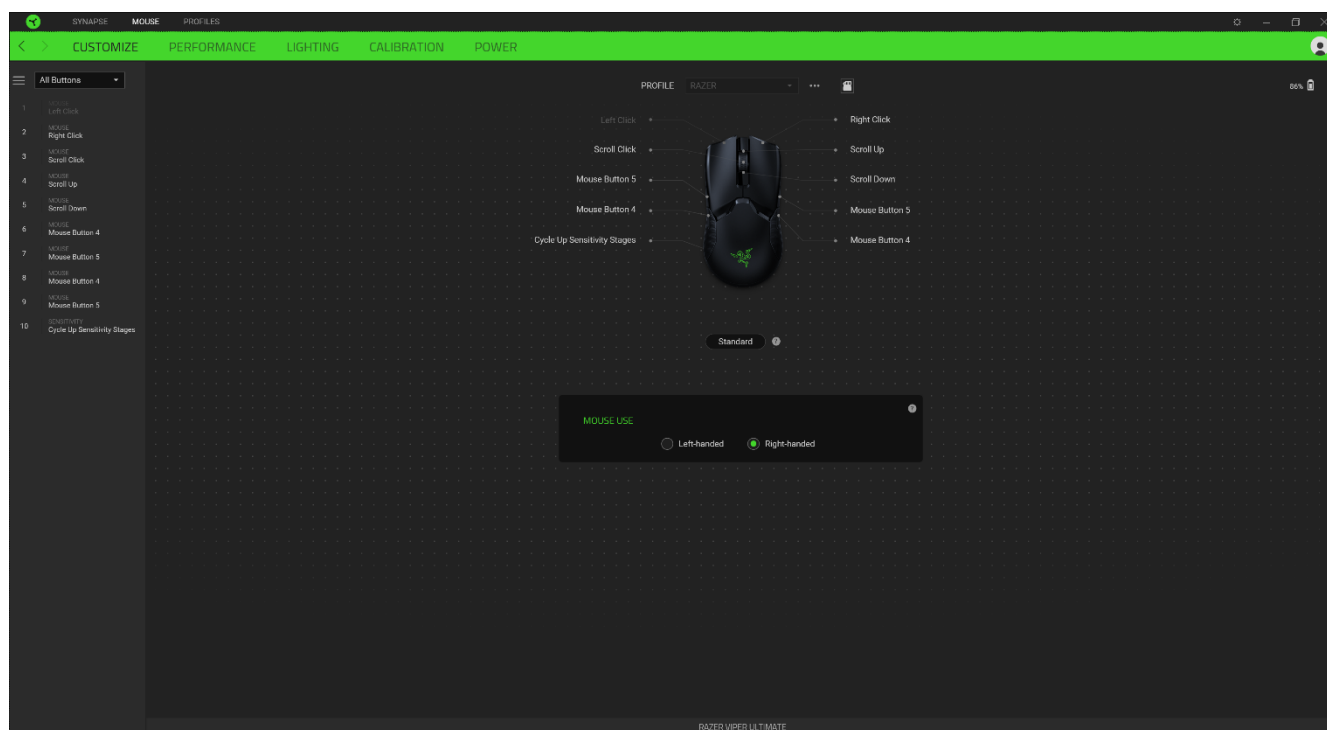 SYNAPSE MOUSE PROFILES
CUSTOMIZE PERFORMANCE LIGHTING CALIBRATION POWER
All Buttons
PROFILE RAZER
86%
1 MOUSE
Left Click
2 MOUSE
Right Click
3 MOUSE
Scroll Click
4 MOUSE
Scroll Up
5 MOUSE
Scroll Down
6 MOUSE
Mouse Button 4
7 MOUSE
Mouse Button 5
8 MOUSE
Mouse Button 4
9 MOUSE
Mouse Button 5
10 SENSITIVITY
Cycle Up Sensitivity Stages
Left Click Right Click
Scroll Click Scroll Up
Mouse Button 5 Scroll Down
Mouse Button 4 Mouse Button 5
Cycle Up Sensitivity Stages Mouse Button 4
Standard ?
MOUSE USE ?
Left-handed Right-handed
RAZER VIPER ULTIMATE